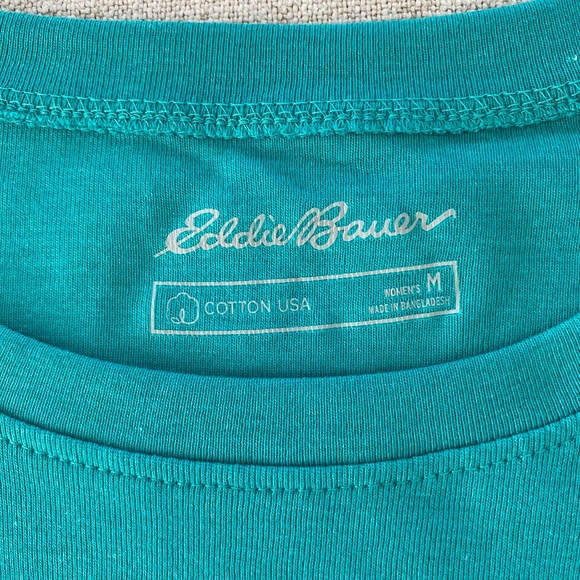 Eddie Bauer
COTTON USA
WOMEN'S M
MADE IN BANGLADESH